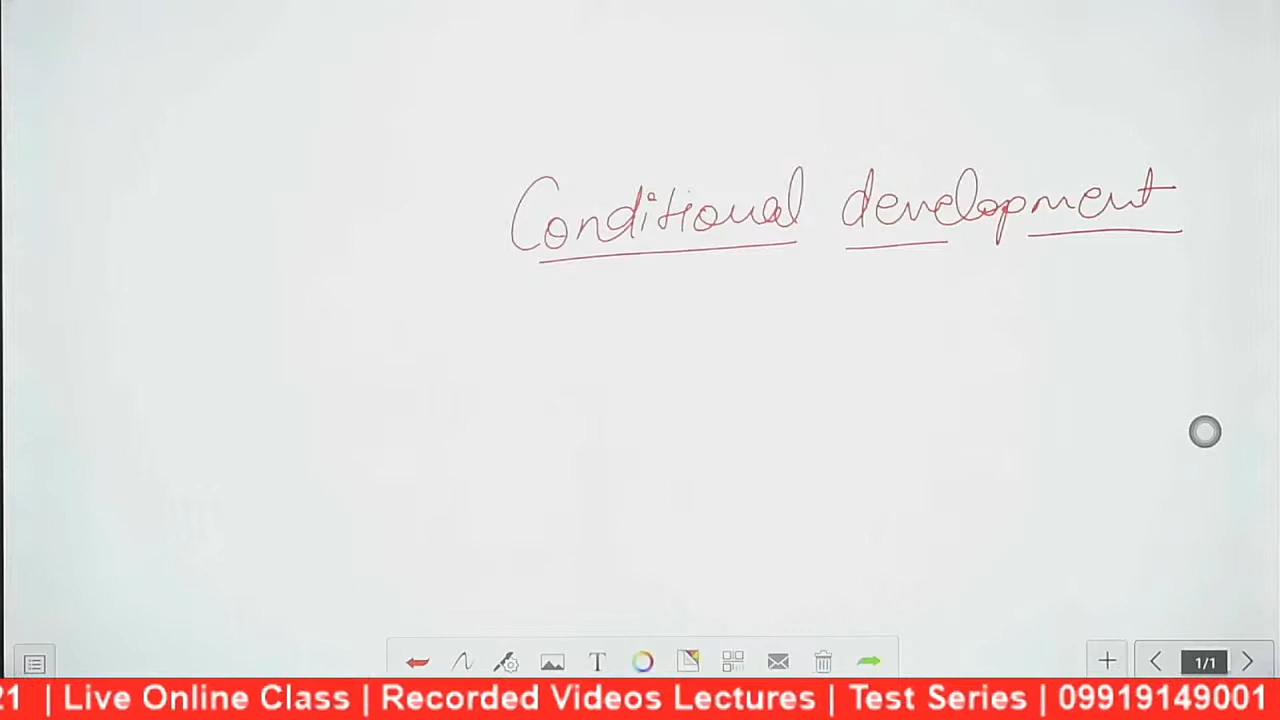 Conditional development
1/1
21 | Live Online Class | Recorded Videos Lectures | Test Series | 09919149001